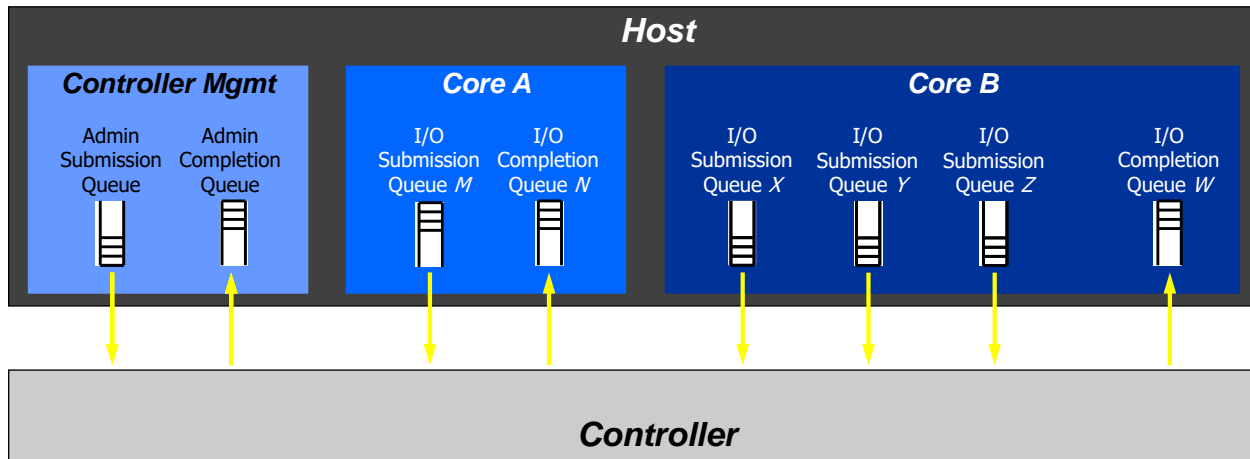 Host
Controller Mgmt
Admin
Submission
Queue
Admin
Completion
Queue
Core A
I/O
Submission
Queue M
I/O
Completion
Queue N
Core B
I/O
Submission
Queue X
I/O
Submission
Queue Y
I/O
Submission
Queue Z
I/O
Completion
Queue W
Controller